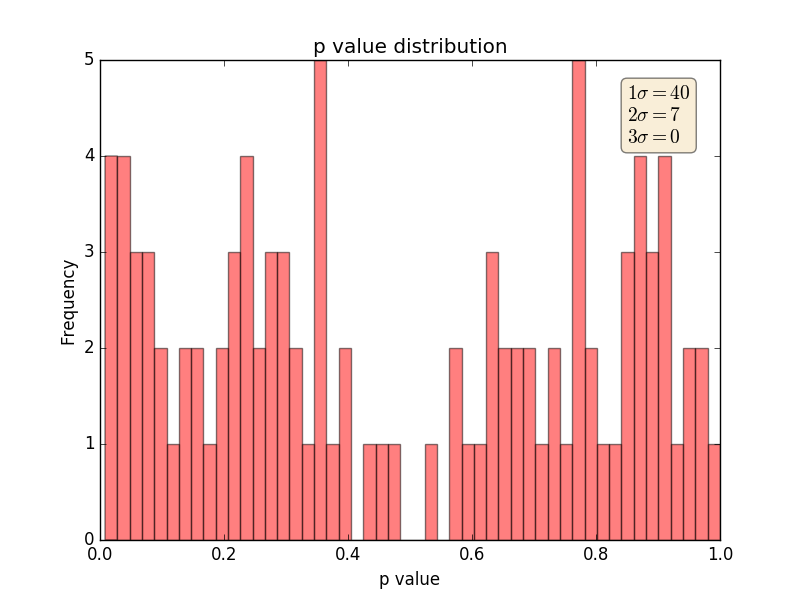 p value distribution
1σ = 40
2σ = 7
3σ = 0
5
4
3
2
1
0
Frequency
0.0 0.2 0.4 0.6 0.8 1.0
p value